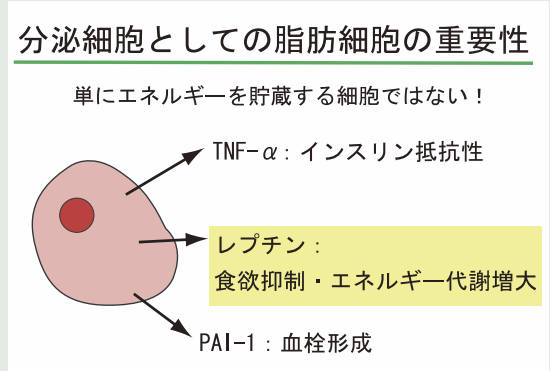 分泌細胞としての脂肪細胞の重要性
単にエネルギーを貯蔵する細胞ではない！
TNF-α：インスリン抵抗性
レプチン：
食欲抑制・エネルギー代謝増大
PAI-1：血栓形成